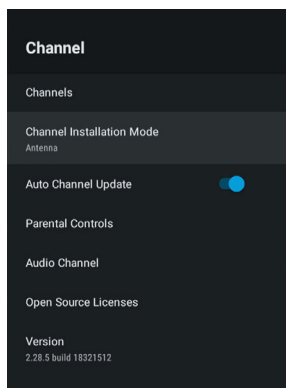 Channel
Channels
Channel Installation Mode
Antenna
Auto Channel Update
Parental Controls
Audio Channel
Open Source Licenses
Version
2.28.5 build 18321512